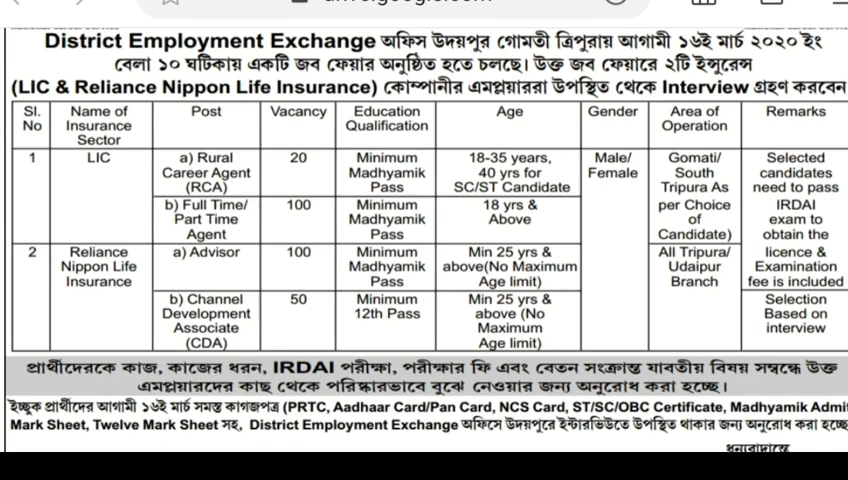 District Employment Exchange অফিস উদয়পুর গোমতী ত্রিপুরায় আগামী ১৬ই মার্চ ২০২০ ইং
বেলা ১০ ঘটিকায় একটি জব ফেয়ার অনুষ্ঠিত হতে চলছে। উক্ত জব ফেয়ারে ২টি ইন্সুরেন্স
(LIC & Reliance Nippon Life Insurance) কোম্পানীর এমপ্লয়াররা উপস্থিত থেকে Interview গ্রহণ করবেন
Sl. No Name of Insurance Sector Post Vacancy Education Qualification Age Gender Area of Operation Remarks
1 LIC a) Rural Career Agent (RCA) 20 Minimum Madhyamik Pass 18-35 years, 40 yrs for SC/ST Candidate Male/ Female Gomati/ South Tripura As per Choice of Candidate) Selected candidates need to pass IRDAI exam to obtain the licence & Examination fee is included
b) Full Time/ Part Time Agent 100 Minimum Madhyamik Pass 18 yrs & Above
2 Reliance Nippon Life Insurance a) Advisor 100 Minimum Madhyamik Pass Min 25 yrs & above(No Maximum Age limit) All Tripura/ Udaipur Branch
b) Channel Development Associate (CDA) 50 Minimum 12th Pass Min 25 yrs & above (No Maximum Age limit) Selection Based on interview
প্রার্থীদেরকে কাজ, কাজের ধরন, IRDAI পরীক্ষা, পরীক্ষার ফি এবং বেতন সংক্রান্ত যাবতীয় বিষয় সম্বন্ধে উক্ত
এমপ্লয়ারদের কাছ থেকে পরিষ্কারভাবে বুঝে নেওয়ার জন্য অনুরোধ করা হচ্ছে।
ইচ্ছুক প্রার্থীদের আগামী ১৬ই মার্চ সমস্ত কাগজপত্র (PRTC, Aadhaar Card/Pan Card, NCS Card, ST/SC/OBC Certificate, Madhyamik Admit
Mark Sheet, Twelve Mark Sheet সহ, District Employment Exchange অফিসে উদয়পুরে ইন্টারভিউতে উপস্থিত থাকার জন্য অনুরোধ করা হচ্ছে
ধন্যবাদান্তে